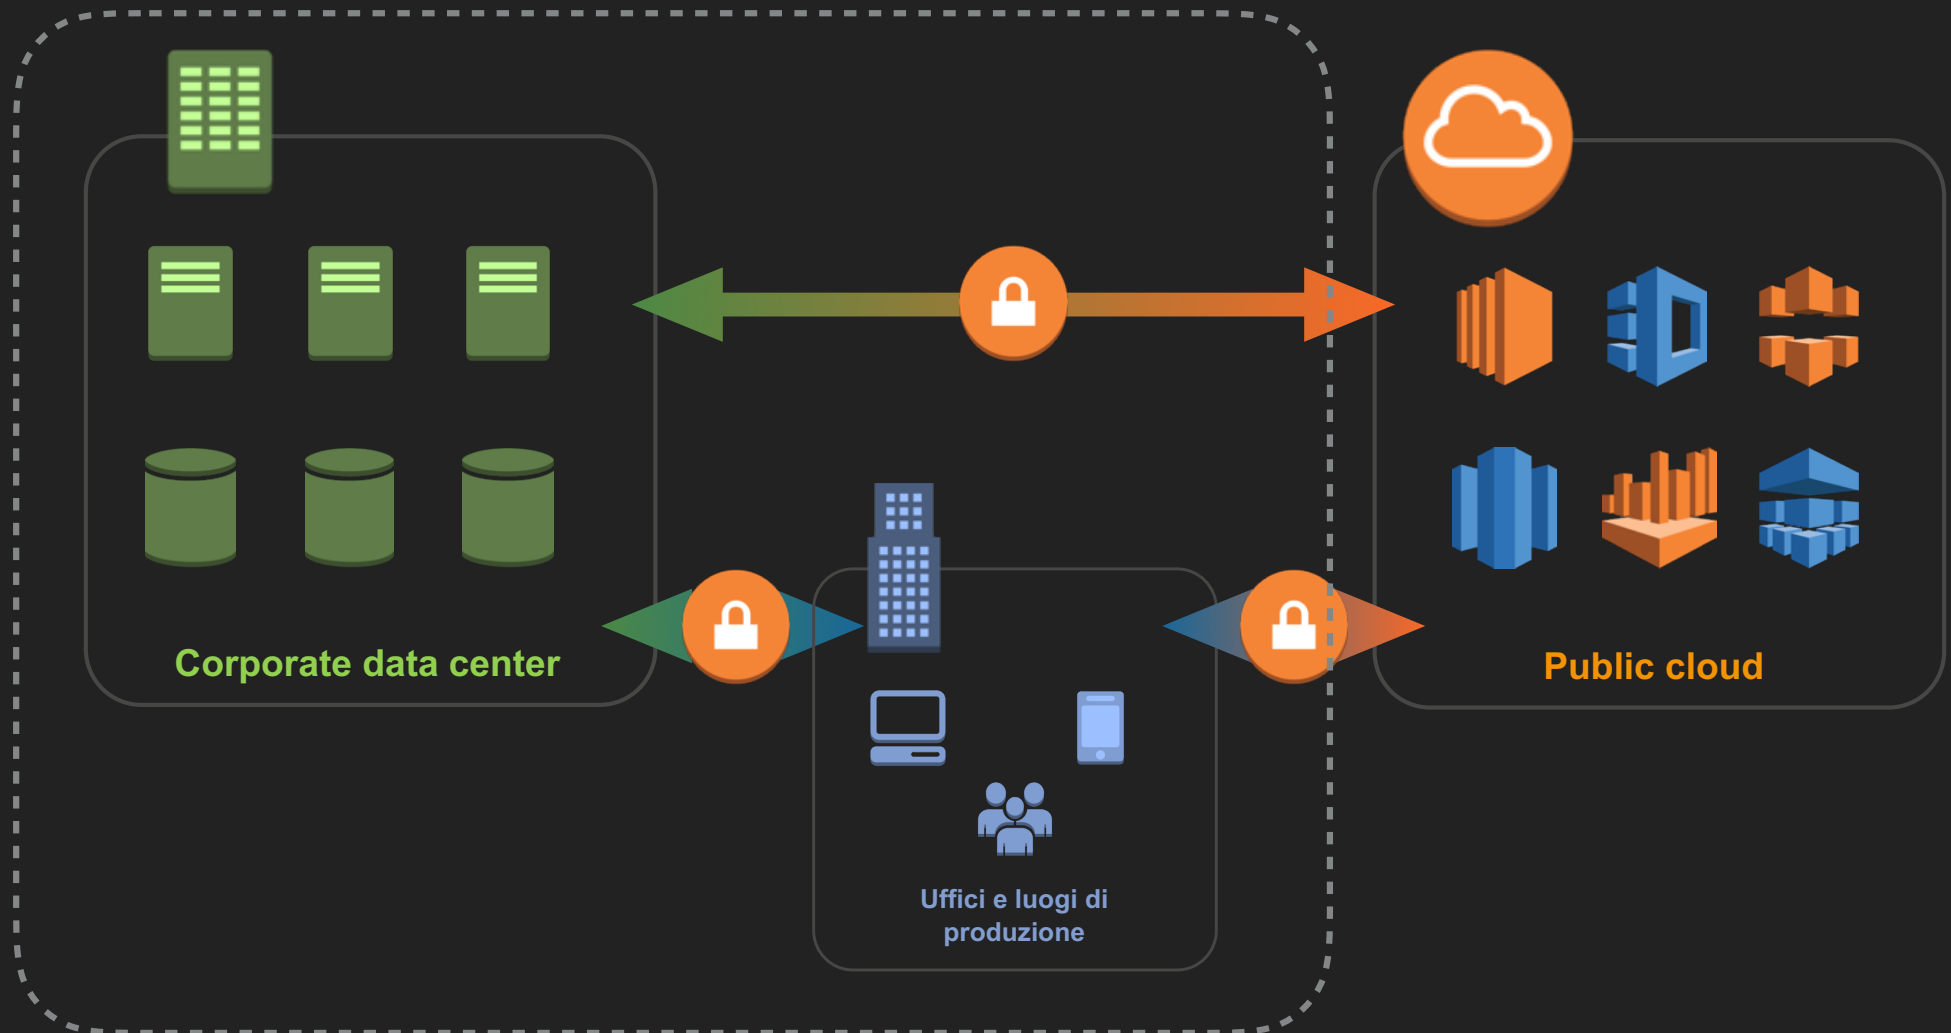 Corporate data center
Public cloud
Uffici e luogi di
produzione